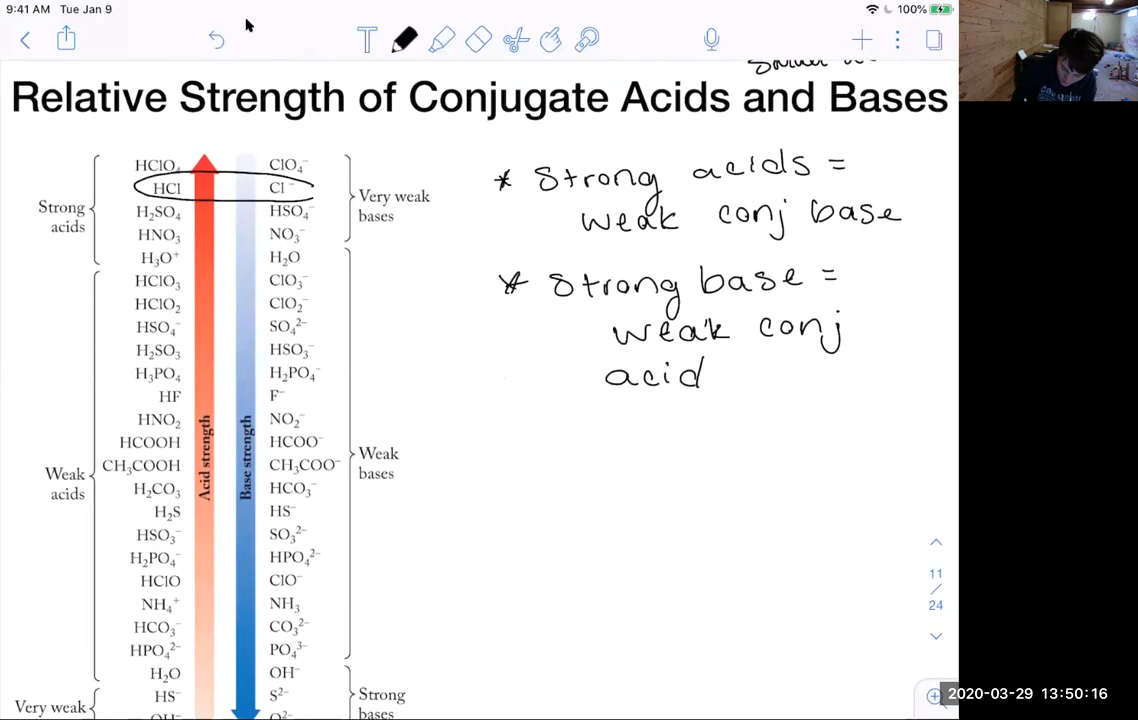 9:41 AM Tue Jan 9
100%
Relative Strength of Conjugate Acids and Bases
* Strong acids =
weak conj base
* Strong base =
weak conj
acid
Strong
acids
Weak
acids
Very weak
HClO₄ ClO₄⁻
HCl Cl⁻
H₂SO₄ HSO₄⁻
HNO₃ NO₃⁻
H₃O⁺ H₂O
HClO₃ ClO₃⁻
HClO₂ ClO₂⁻
HSO₄⁻ SO₄²⁻
H₂SO₃ HSO₃⁻
H₃PO₄ H₂PO₄⁻
HF F⁻
HNO₂ NO₂⁻
HCOOH HCOO⁻
CH₃COOH CH₃COO⁻
H₂CO₃ HCO₃⁻
H₂S HS⁻
HSO₃⁻ SO₃²⁻
H₂PO₄⁻ HPO₄²⁻
HClO ClO⁻
NH₄⁺ NH₃
HCO₃⁻ CO₃²⁻
HPO₄²⁻ PO₄³⁻
H₂O OH⁻
HS⁻ S²⁻
OH⁻ O²⁻
Acid strength
Base strength
Very weak
bases
Weak
bases
Strong
bases
11
/
24
2020-03-29 13:50:16